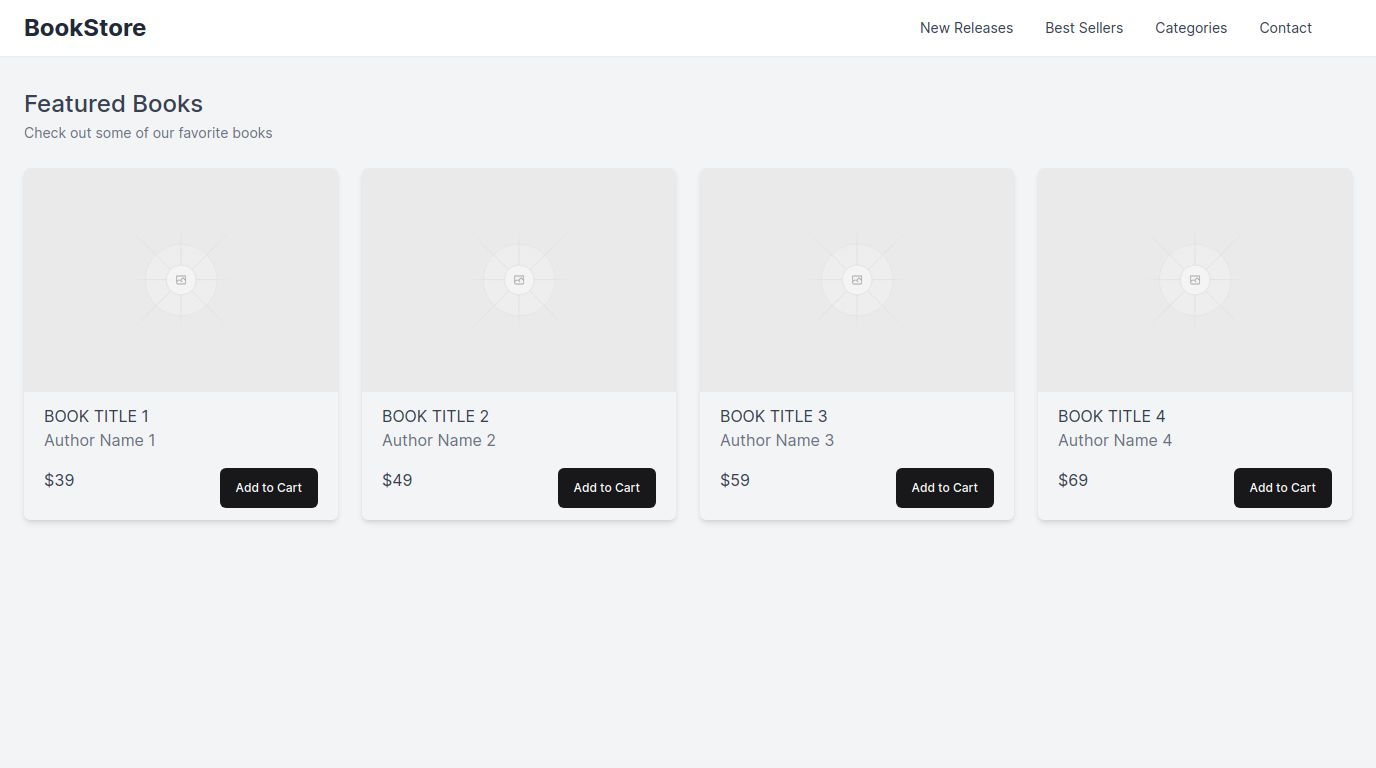 BookStore
New Releases
Best Sellers
Categories
Contact
Featured Books
Check out some of our favorite books
BOOK TITLE 1
Author Name 1
$39
Add to Cart
BOOK TITLE 2
Author Name 2
$49
Add to Cart
BOOK TITLE 3
Author Name 3
$59
Add to Cart
BOOK TITLE 4
Author Name 4
$69
Add to Cart